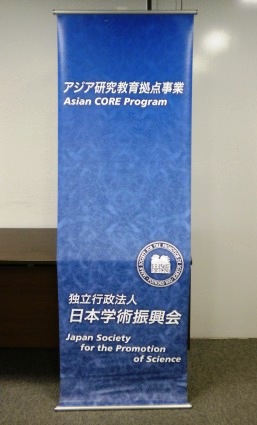 アジア研究教育拠点事業
Asian CORE Program
独立行政法人
日本学術振興会
Japan Society
for the Promotion
of Science